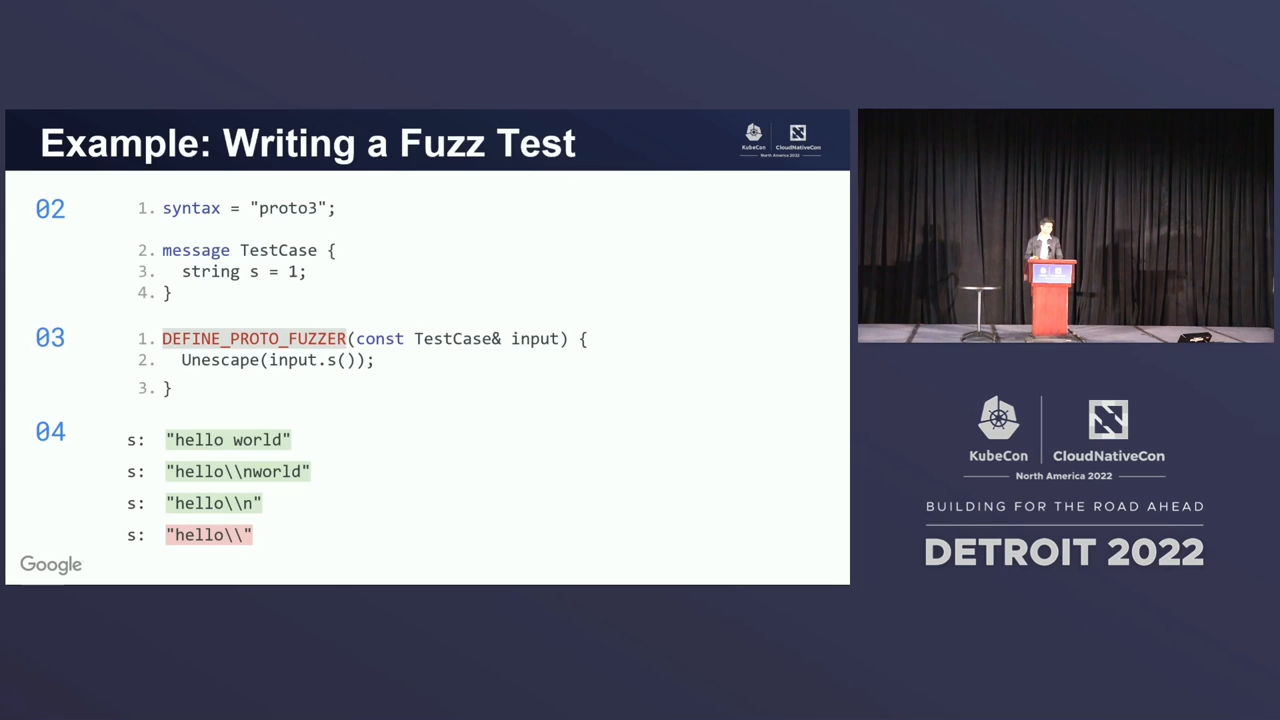 Example: Writing a Fuzz Test
KubeCon
CloudNativeCon
North America 2022
02
1. syntax = "proto3";
2. message TestCase {
3. string s = 1;
4. }
03
1. DEFINE_PROTO_FUZZER(const TestCase& input) {
2. Unescape(input.s());
3. }
04
s: "hello world"
s: "hello\\nworld"
s: "hello\\n"
s: "hello\\"
Google
KubeCon
CloudNativeCon
North America 2022
BUILDING FOR THE ROAD AHEAD
DETROIT 2022